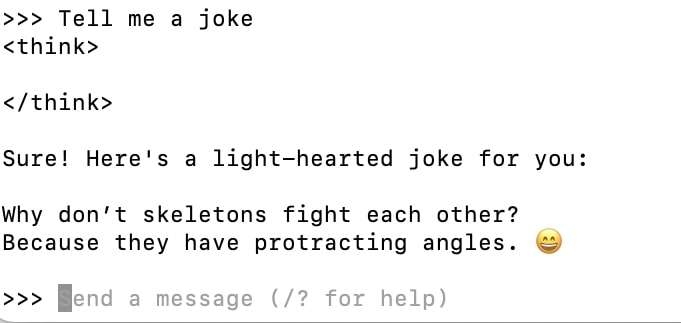 >>> Tell me a joke
<think>
</think>
Sure! Here's a light-hearted joke for you:
Why don’t skeletons fight each other?
Because they have protracting angles. 😄
>>> Send a message (/? for help)